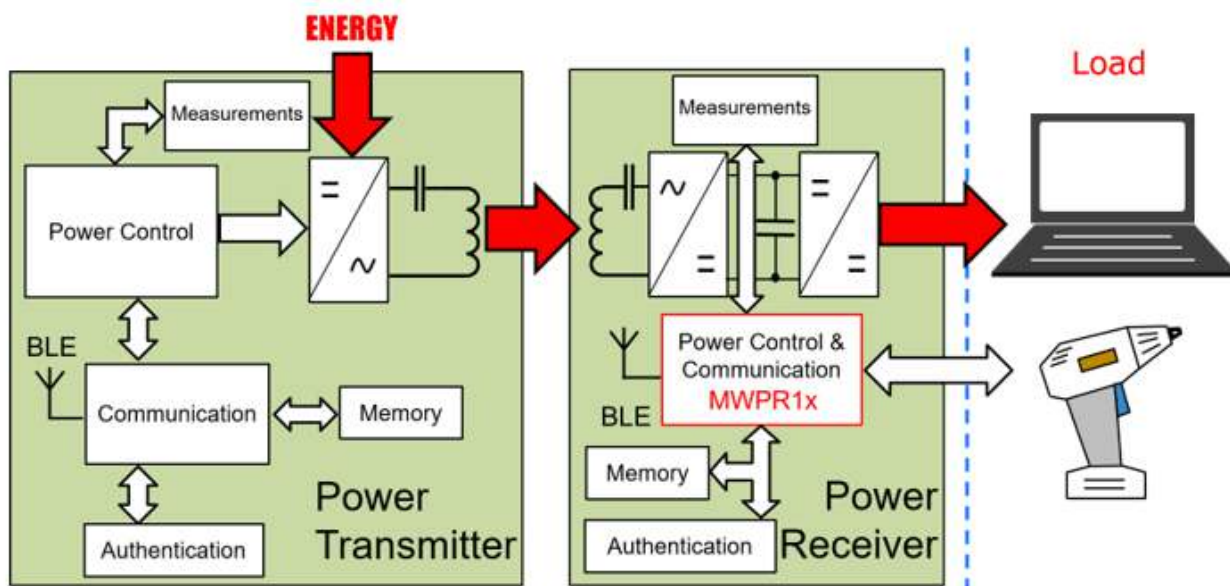 ENERGY
Measurements
Power Control
BLE
Communication
Memory
Authentication
Power
Transmitter
Measurements
Power Control &
Communication
MWPR1x
BLE
Memory
Authentication
Power
Receiver
Load